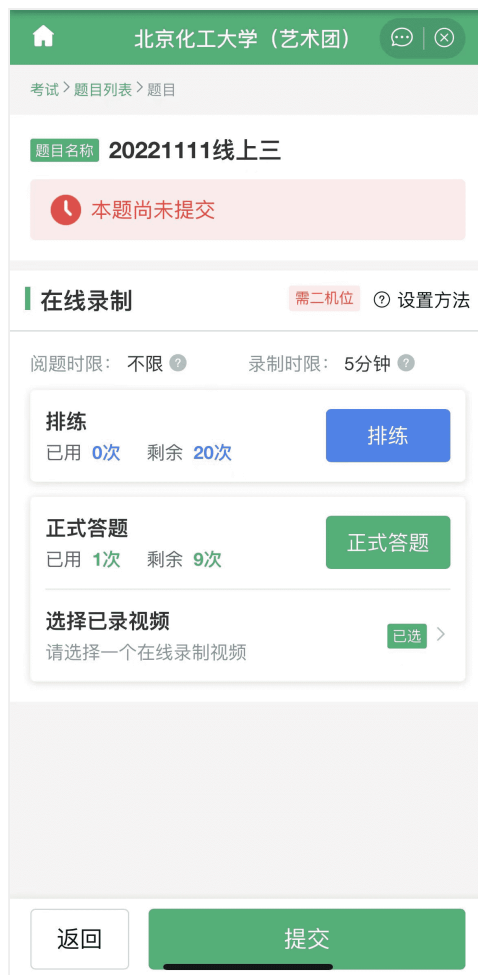 北京化工大学（艺术团）
考试>题目列表>题目
题目名称 20221111线上三
本题尚未提交
在线录制 需二机位 ? 设置方法
阅题时限： 不限 ? 录制时限： 5分钟 ?
排练
已用 0次 剩余 20次
排练
正式答题
已用 1次 剩余 9次
正式答题
选择已录视频
请选择一个在线录制视频
已选 >
返回 提交